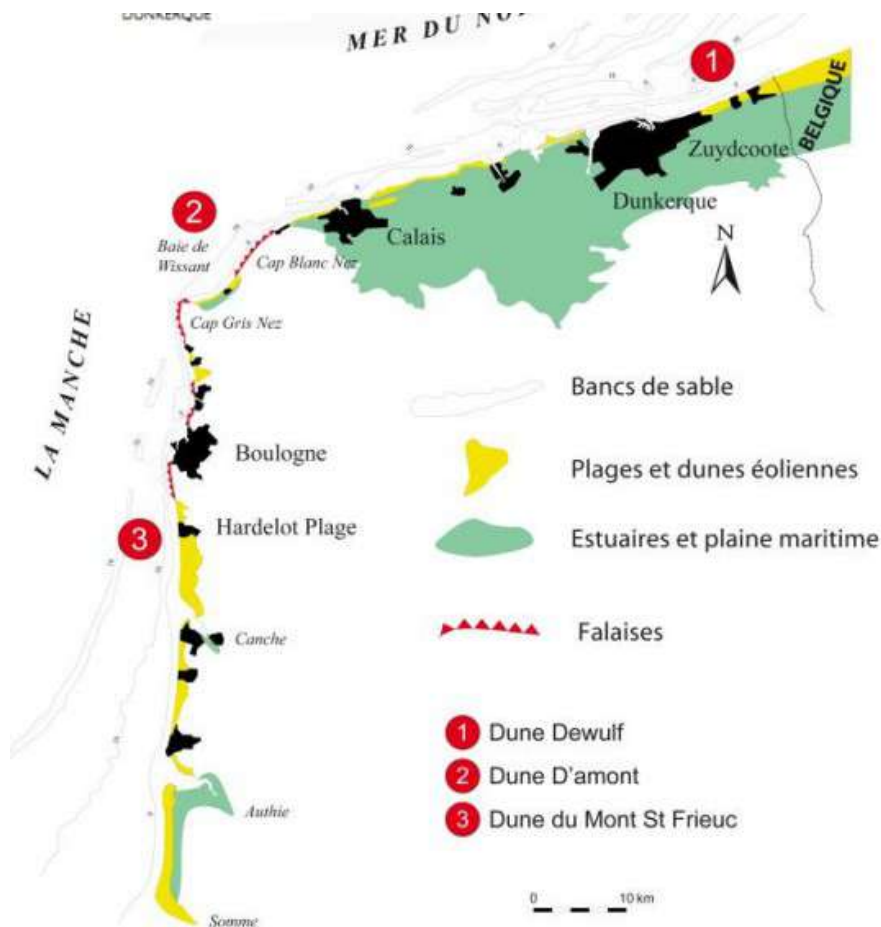 DUNKERQUE
MER DU NO
1
BELGIQUE
Zuydcoote
Dunkerque
2
Baie de
Wissant
Cap Blanc Nez
Calais
N
Cap Gris Nez
LA MANCHE
Bancs de sable
Boulogne
Plages et dunes éoliennes
3
Hardelot Plage
Estuaires et plaine maritime
Canche
Falaises
1 Dune Dewulf
2 Dune D'amont
3 Dune du Mont St Frieuc
Authie
0 10 km
Somme